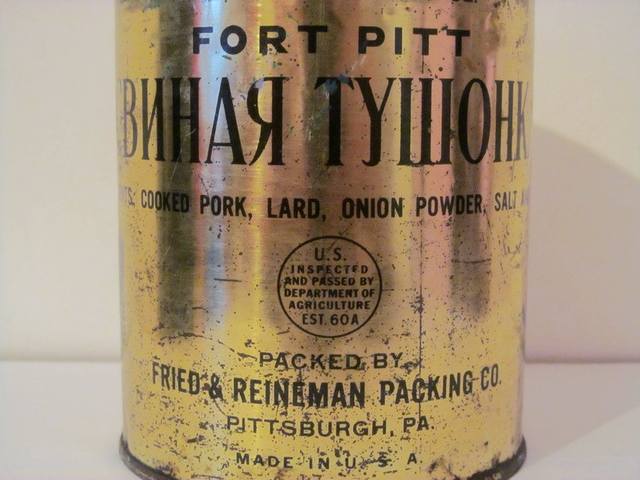 FORT PITT
ВИНАЯ ТУШОНК
COOKED PORK, LARD, ONION POWDER, SALT
U.S.
INSPECTED
AND PASSED BY
DEPARTMENT OF
AGRICULTURE
EST. 60A
PACKED BY
FRIED & REINEMAN PACKING CO.
PITTSBURGH, PA.
MADE IN U.S.A